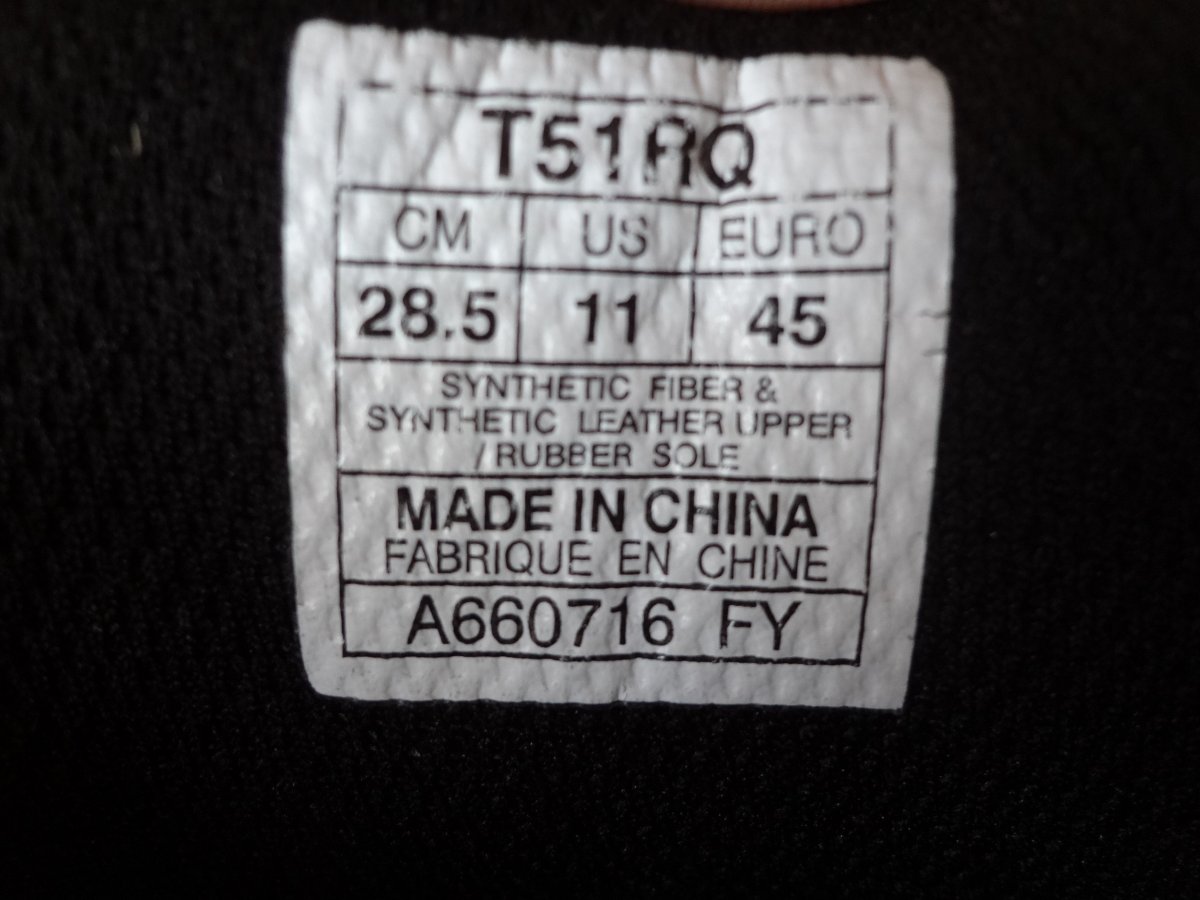 T51RQ
CM US EURO
28.5 11 45
SYNTHETIC FIBER &
SYNTHETIC LEATHER UPPER
/ RUBBER SOLE
MADE IN CHINA
FABRIQUE EN CHINE
A660716 FY